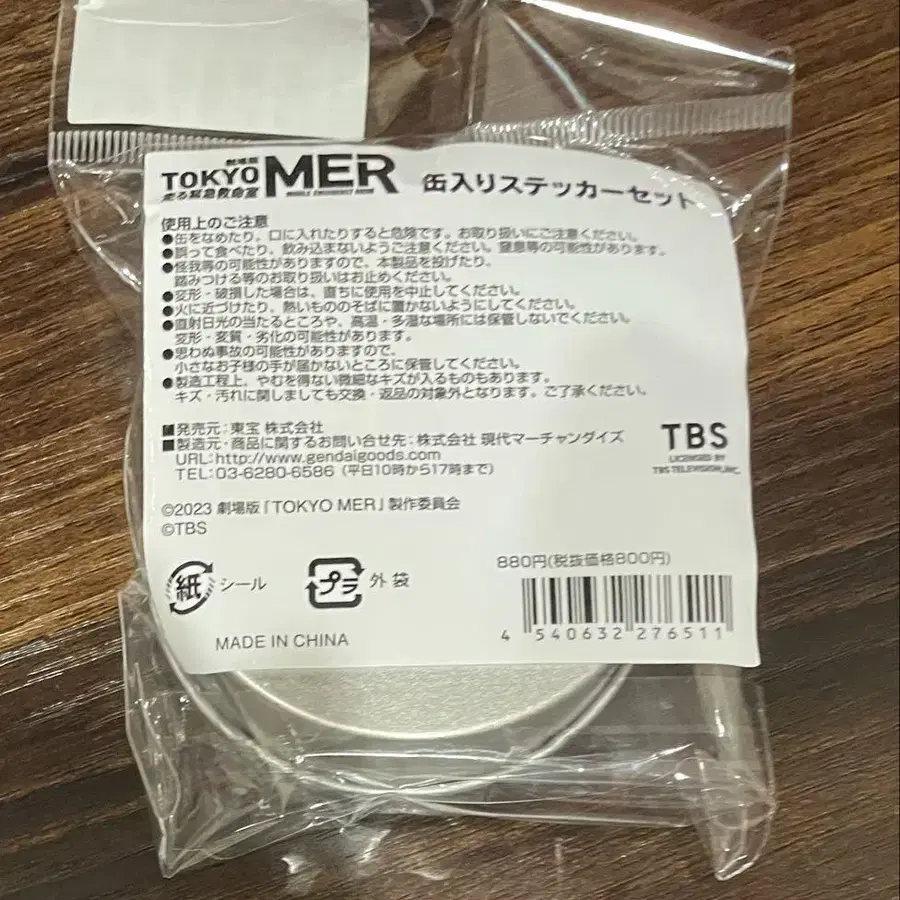 劇場版
TOKYO MER
走る緊急救命室
MOBILE EMERGENCY ROOM
缶入りステッカーセット
使用上のご注意
●缶をなめたり、口に入れたりすると危険です。お取り扱いにご注意ください。
●誤って食べたり、飲み込まないようご注意ください。窒息等の可能性があります。
●怪我等の可能性がありますので、本製品を投げたり、
踏みつける等のお取り扱いはお止めください。
●変形・破損した場合は、直ちに使用を中止してください。
●火に近づけたり、熱いもののそばに置かないようにしてください。
●直射日光の当たるところや、高温・多湿な場所には保管しないでください。
変形・変質・劣化の可能性があります。
●思わぬ事故の可能性がありますので、
小さなお子様の手が届かないところに保管してください。
●製造工程上、やむを得ない微細なキズが入るものもあります。
キズ・汚れに関しましても交換・返品の対象外となります。ご了承ください。
■発売元:東宝 株式会社
■製造元・商品に関するお問い合せ先:株式会社 現代マーチャンダイズ
URL:http://www.gendaigoods.com
TEL:03-6280-6586(平日10時から17時まで)
TBS
LICENSED BY
TBS TELEVISION, INC.
©2023 劇場版『TOKYO MER』製作委員会
©TBS
紙 シール
プラ 外袋
880円(税抜価格800円)
4 540632 276511
MADE IN CHINA